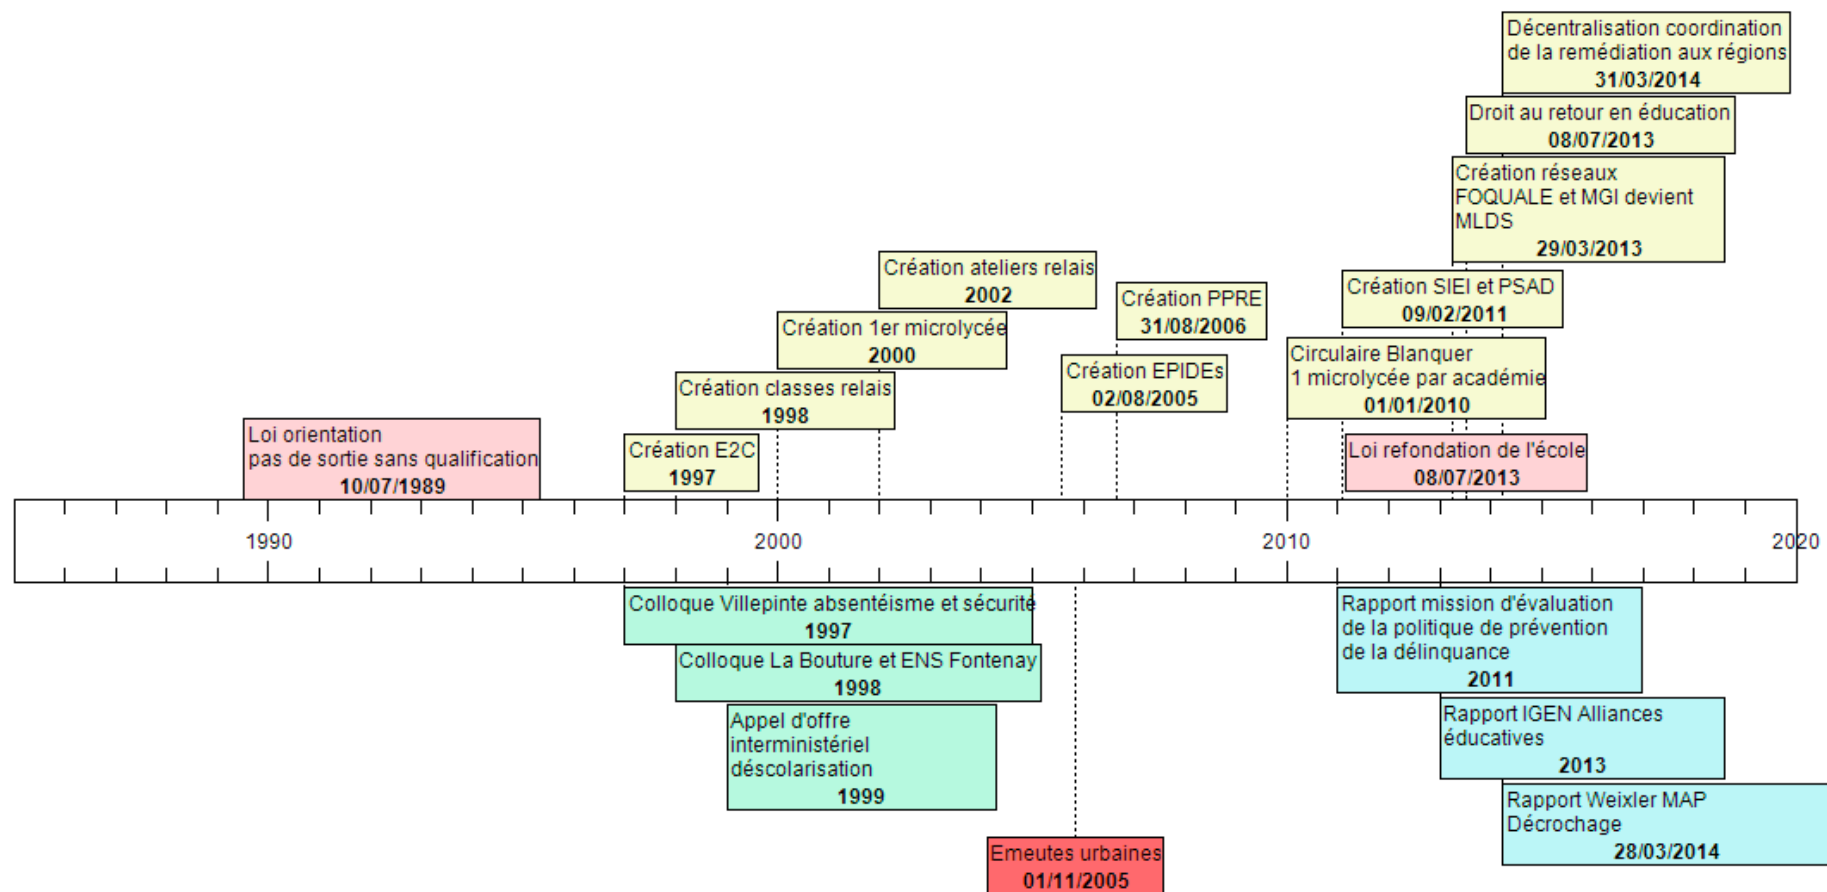 Décentralisation coordination
de la remédiation aux régions
31/03/2014
Droit au retour en éducation
08/07/2013
Création réseaux
FOQUALE et MGI devient
MLDS
29/03/2013
Création ateliers relais
2002
Création SIEI et PSAD
09/02/2011
Création PPRE
31/08/2006
Création 1er microlycée
2000
Circulaire Blanquer
1 microlycée par académie
01/01/2010
Création EPIDEs
02/08/2005
Création classes relais
1998
Loi orientation
pas de sortie sans qualification
10/07/1989
Création E2C
1997
Loi refondation de l'école
08/07/2013
1990
2000
2010
2020
Colloque Villepinte absentéisme et sécurité
1997
Colloque La Bouture et ENS Fontenay
1998
Appel d'offre
interministériel
déscolarisation
1999
Emeutes urbaines
01/11/2005
Rapport mission d'évaluation
de la politique de prévention
de la délinquance
2011
Rapport IGEN Alliances
éducatives
2013
Rapport Weixler MAP
Décrochage
28/03/2014